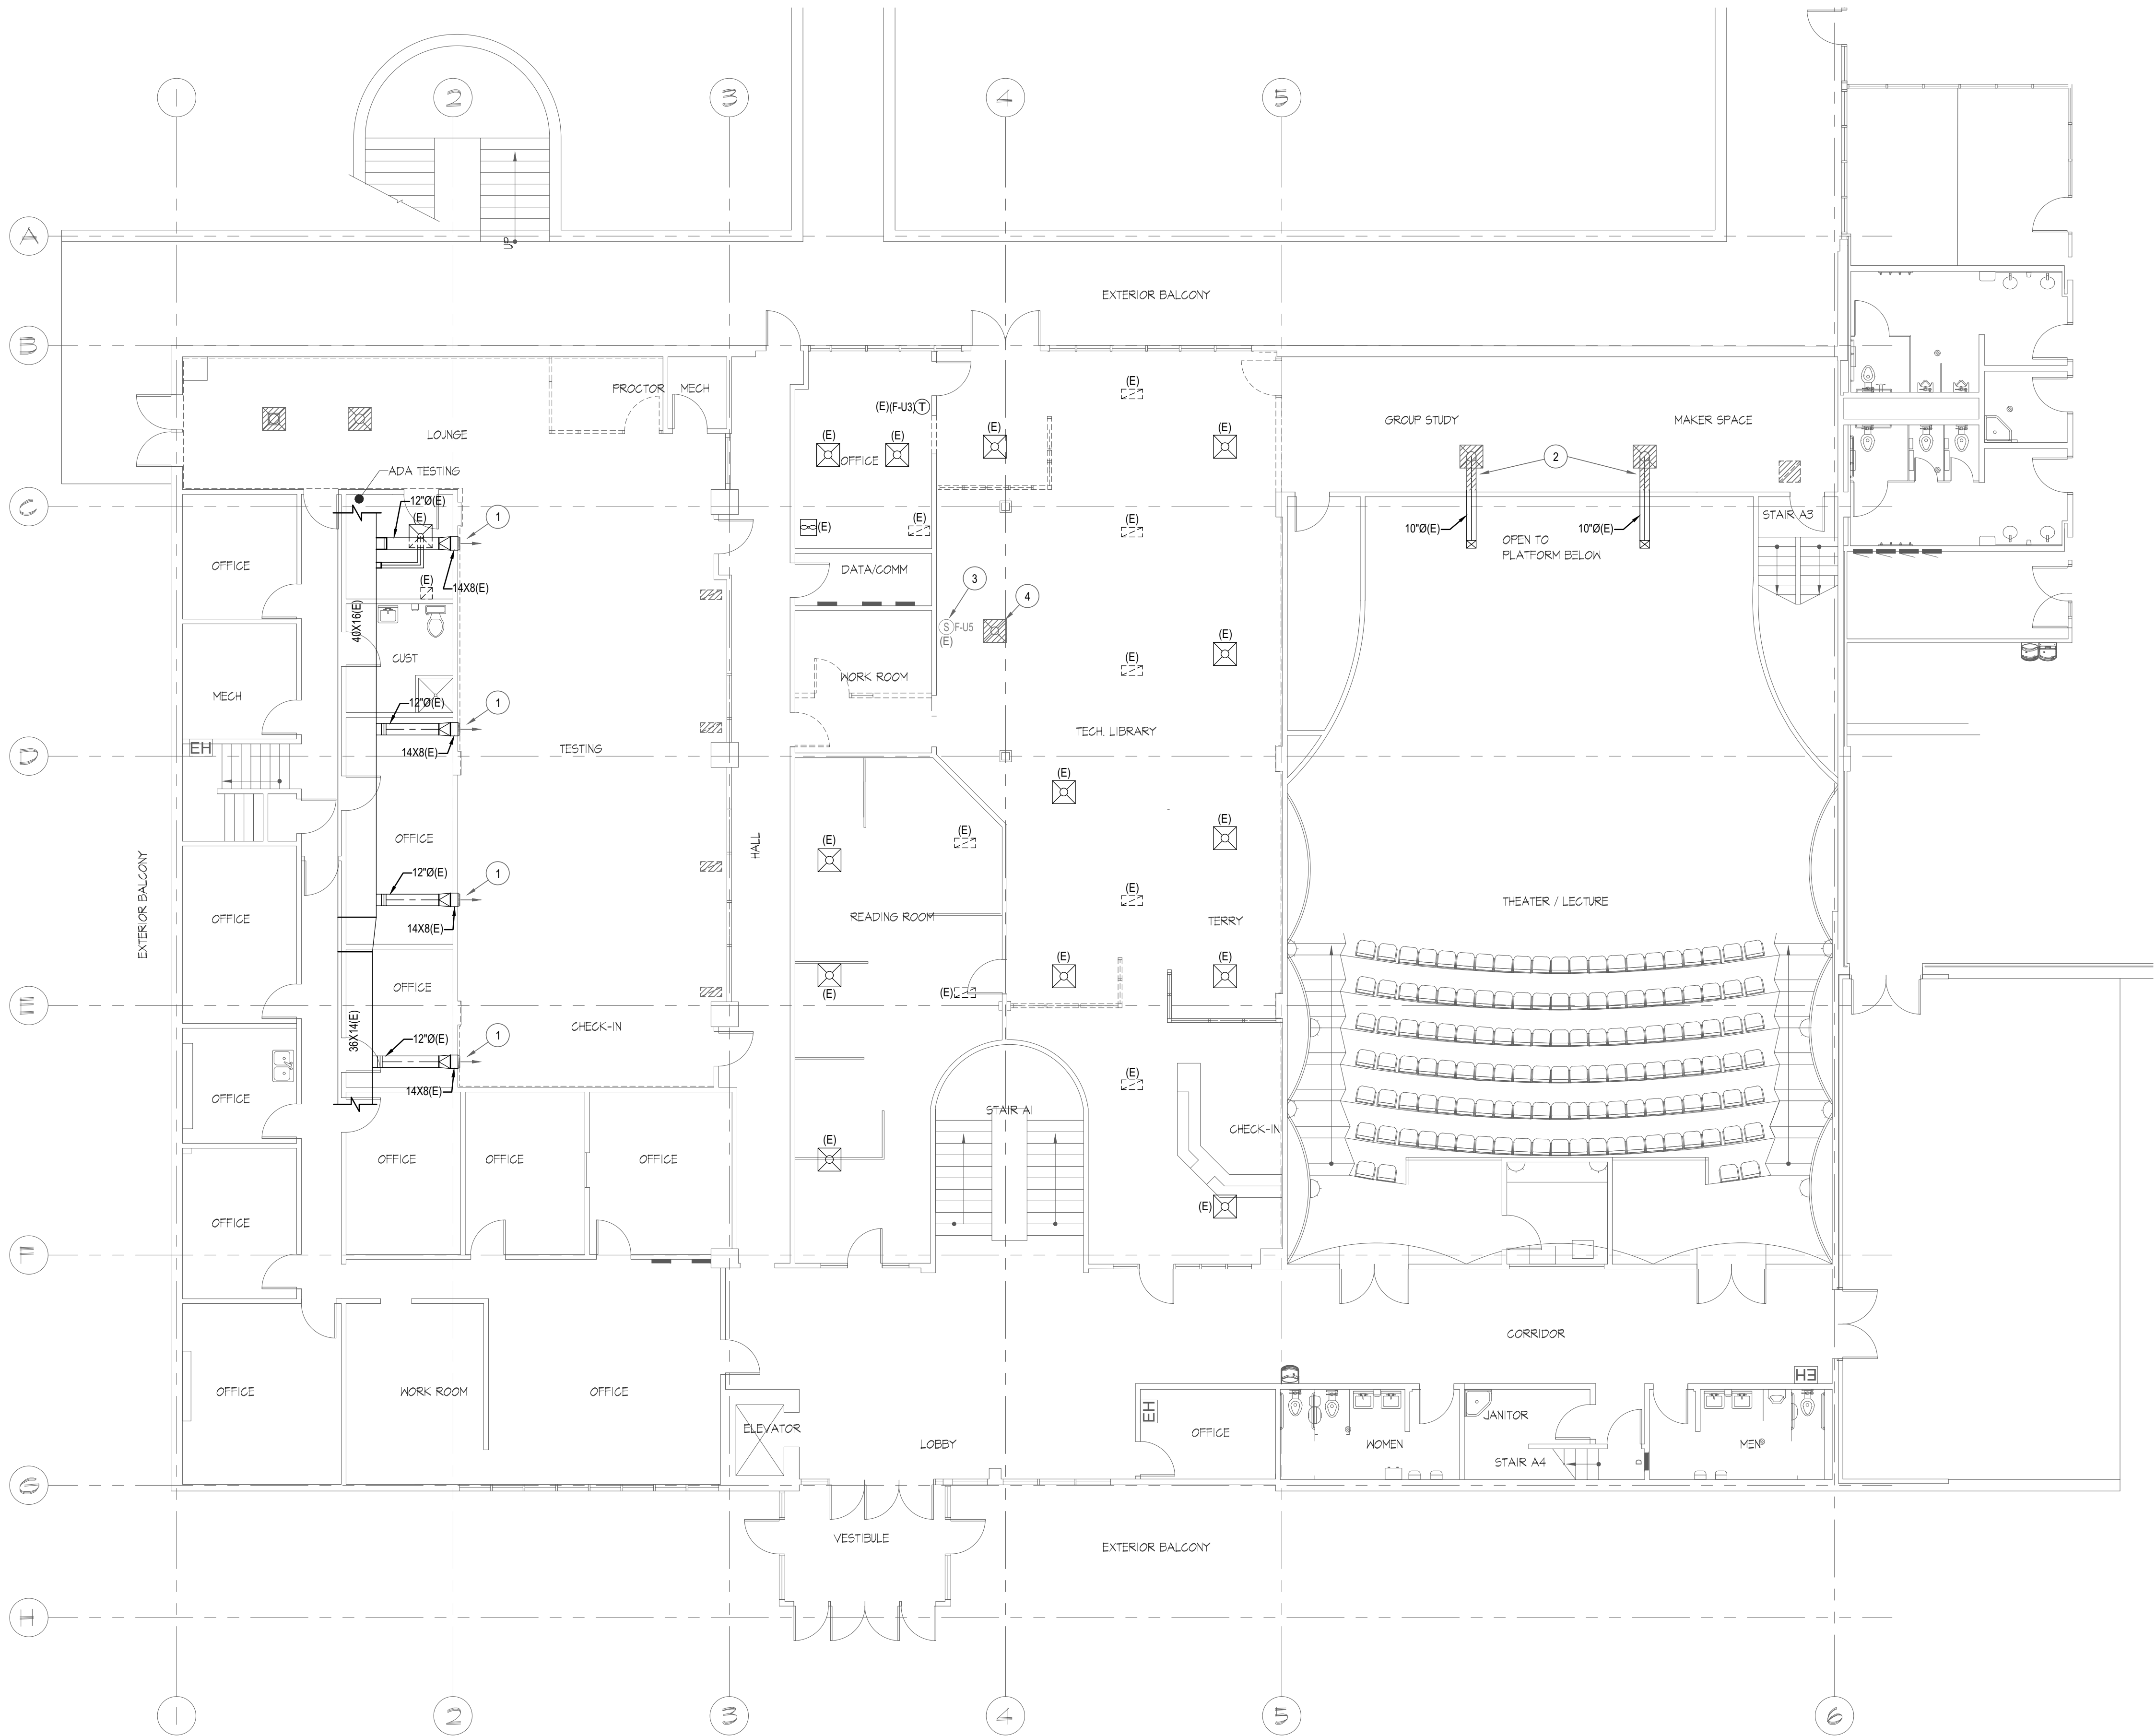 1
2
3
4
5
A
UP
EXTERIOR BALCONY
B
(E)
PROCTOR
MECH
(E)(F-U3)
T
GROUP STUDY
MAKER SPACE
(E)
(E)
(E)
(E)
LOUNGE
OFFICE
2
ADA TESTING
C
12"Ø(E)
1
(E)
(E)
(E)
(E)
STAIR A3
10"Ø(E)
10"Ø(E)
OPEN TO
PLATFORM BELOW
OFFICE
DATA/COMM
(E)
14X8(E)
3
4
40X16(E)
S
F-U5
(E)
(E)
CUST
(E)
WORK ROOM
MECH
12"Ø(E)
1
TECH. LIBRARY
EH
14X8(E)
TESTING
D
(E)
(E)
OFFICE
HALL
(E)
(E)
12"Ø(E)
1
(E)
EXTERIOR BALCONY
OFFICE
14X8(E)
READING ROOM
TERRY
THEATER / LECTURE
(E)
(E)
OFFICE
(E)
(E)
E
36X14(E)
CHECK-IN
12"Ø(E)
1
(E)
14X8(E)
OFFICE
STAIR A1
CHECK-IN
(E)
OFFICE
OFFICE
OFFICE
OFFICE
(E)
F
CORRIDOR
OFFICE
WORK ROOM
OFFICE
EH
EH
ELEVATOR
LOBBY
OFFICE
WOMEN
JANITOR
MEN
STAIR A4
G
VESTIBULE
EXTERIOR BALCONY
H
1
2
3
4
5
6